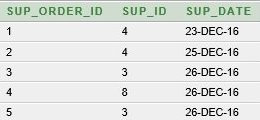 SUP_ORDER_ID SUP_ID SUP_DATE
1 4 23-DEC-16
2 4 25-DEC-16
3 3 26-DEC-16
4 8 26-DEC-16
5 3 26-DEC-16